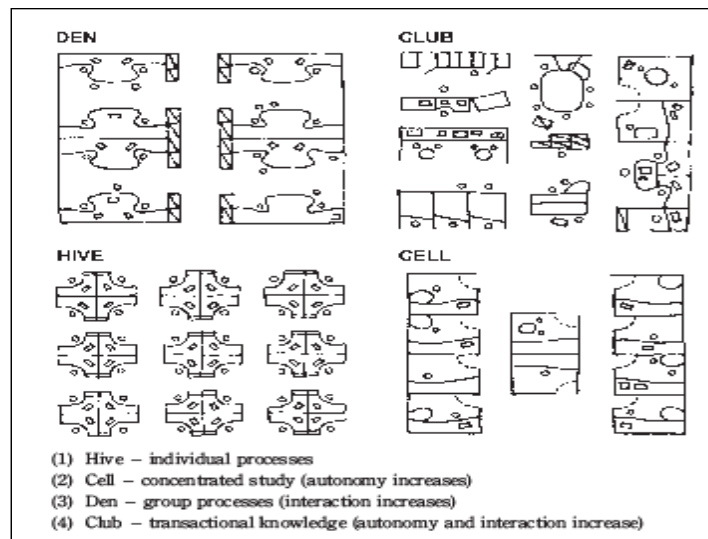 DEN
CLUB
HIVE
CELL
(1) Hive – individual processes
(2) Cell – concentrated study (autonomy increases)
(3) Den – group processes (interaction increases)
(4) Club – transactional knowledge (autonomy and interaction increase)